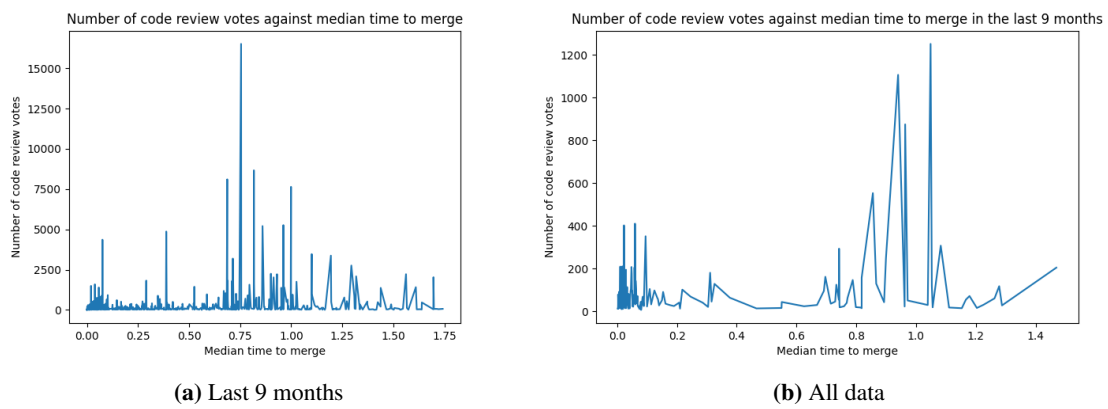 Number of code review votes against median time to merge
Number of code review votes
15000
12500
10000
7500
5000
2500
0
0.00 0.25 0.50 0.75 1.00 1.25 1.50 1.75
Median time to merge
(a) Last 9 months
Number of code review votes against median time to merge in the last 9 months
Number of code review votes
1200
1000
800
600
400
200
0
0.0 0.2 0.4 0.6 0.8 1.0 1.2 1.4
Median time to merge
(b) All data